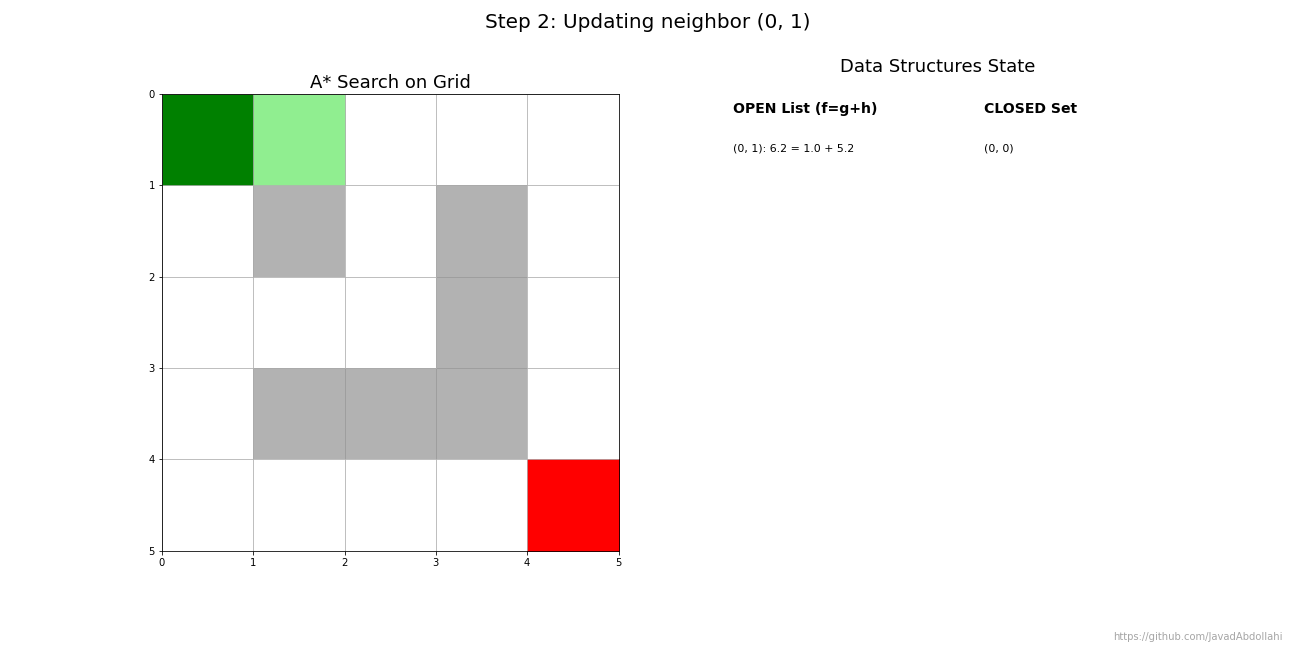 Step 2: Updating neighbor (0, 1)
A* Search on Grid
0
1
2
3
4
5
0 1 2 3 4 5
Data Structures State
OPEN List (f=g+h) CLOSED Set
(0, 1): 6.2 = 1.0 + 5.2 (0, 0)
https://github.com/JavadAbdollahi